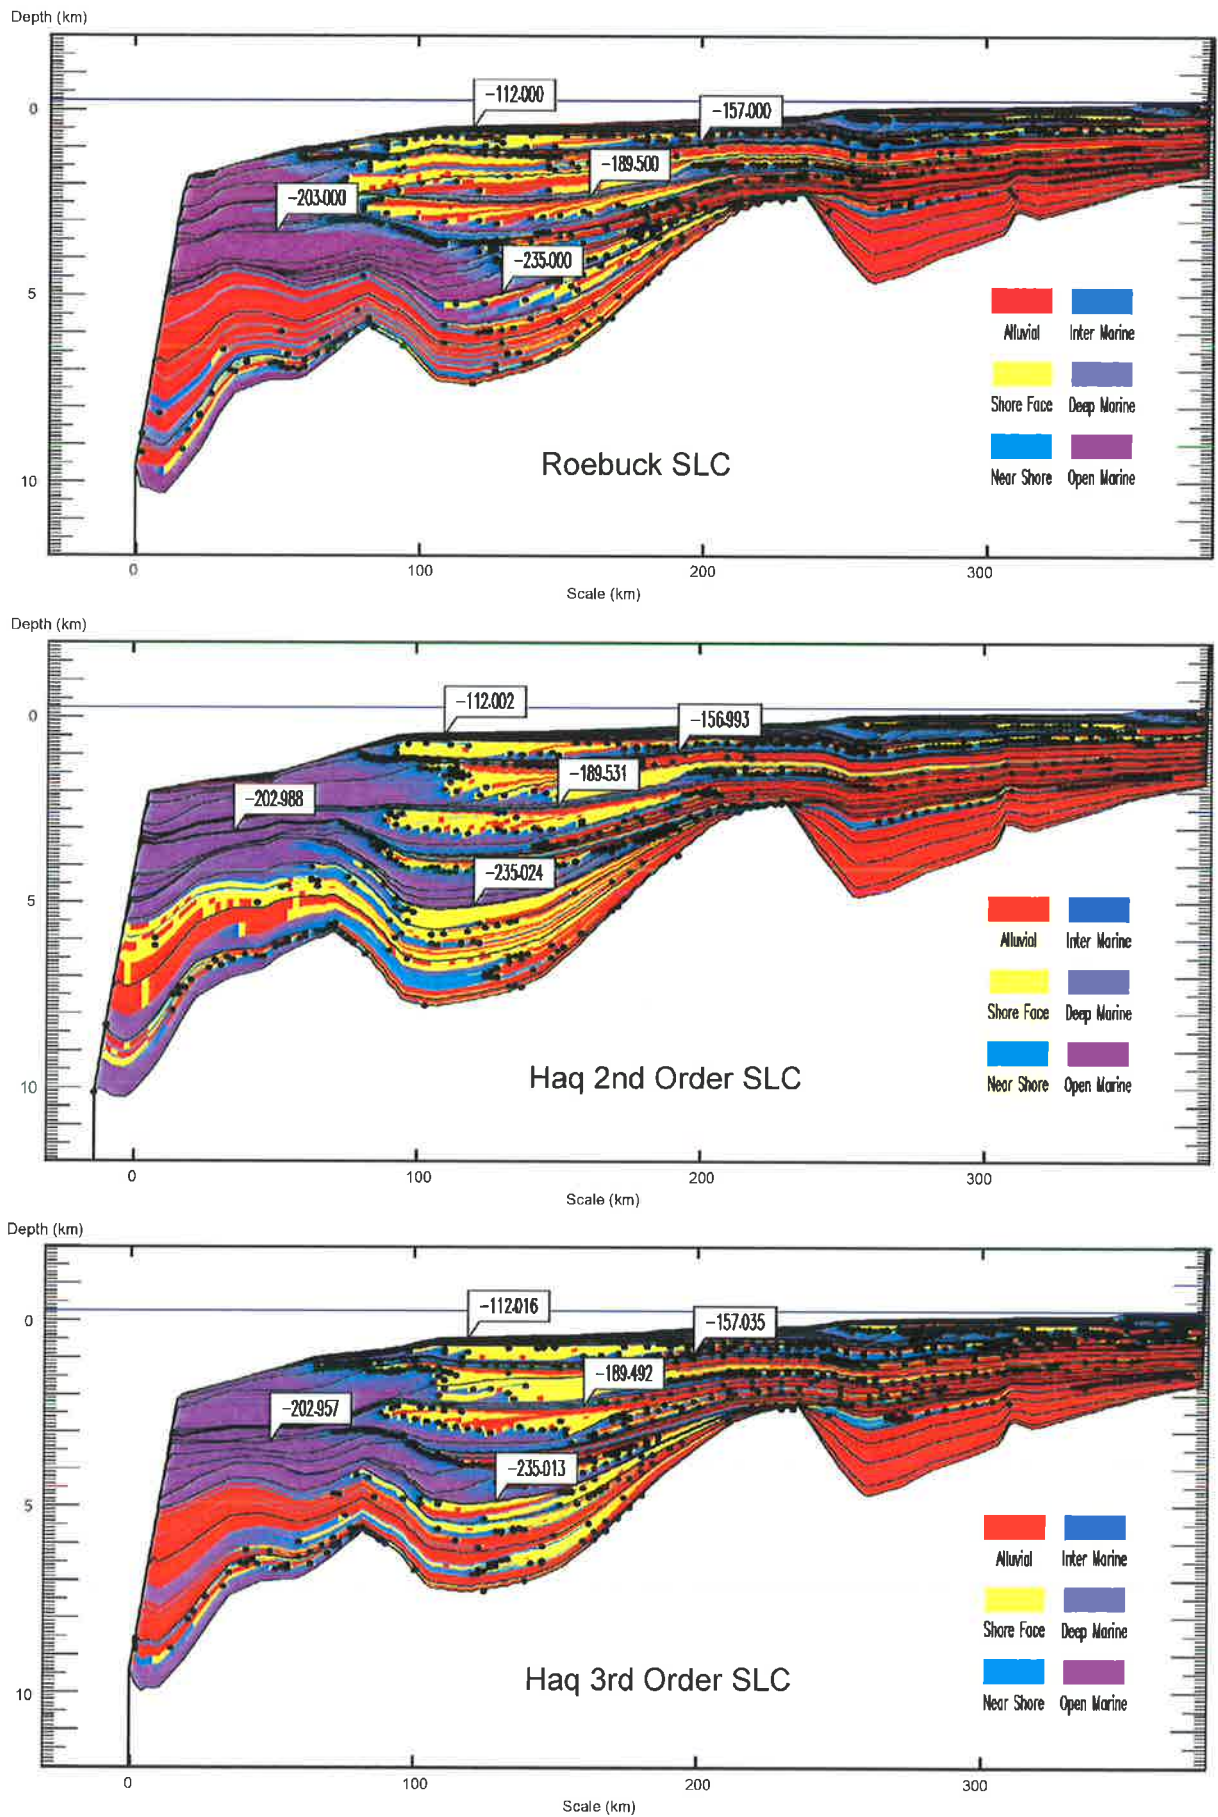 Depth (km)
-112.000
-157.000
0
-189.500
-203.000
-235.000
5
Alluvial
Inter Marine
Shore Face
Deep Marine
Roebuck SLC
Near Shore
Open Marine
10
0
100
200
300
Scale (km)
Depth (km)
-112.002
-156.993
0
-189.531
-202.988
-235.024
5
Alluvial
Inter Marine
Shore Face
Deep Marine
Haq 2nd Order SLC
Near Shore
Open Marine
10
0
100
200
300
Scale (km)
Depth (km)
-112.016
-157.035
0
-189.492
-202.957
-235.013
5
Alluvial
Inter Marine
Shore Face
Deep Marine
Haq 3rd Order SLC
Near Shore
Open Marine
10
0
100
200
300
Scale (km)